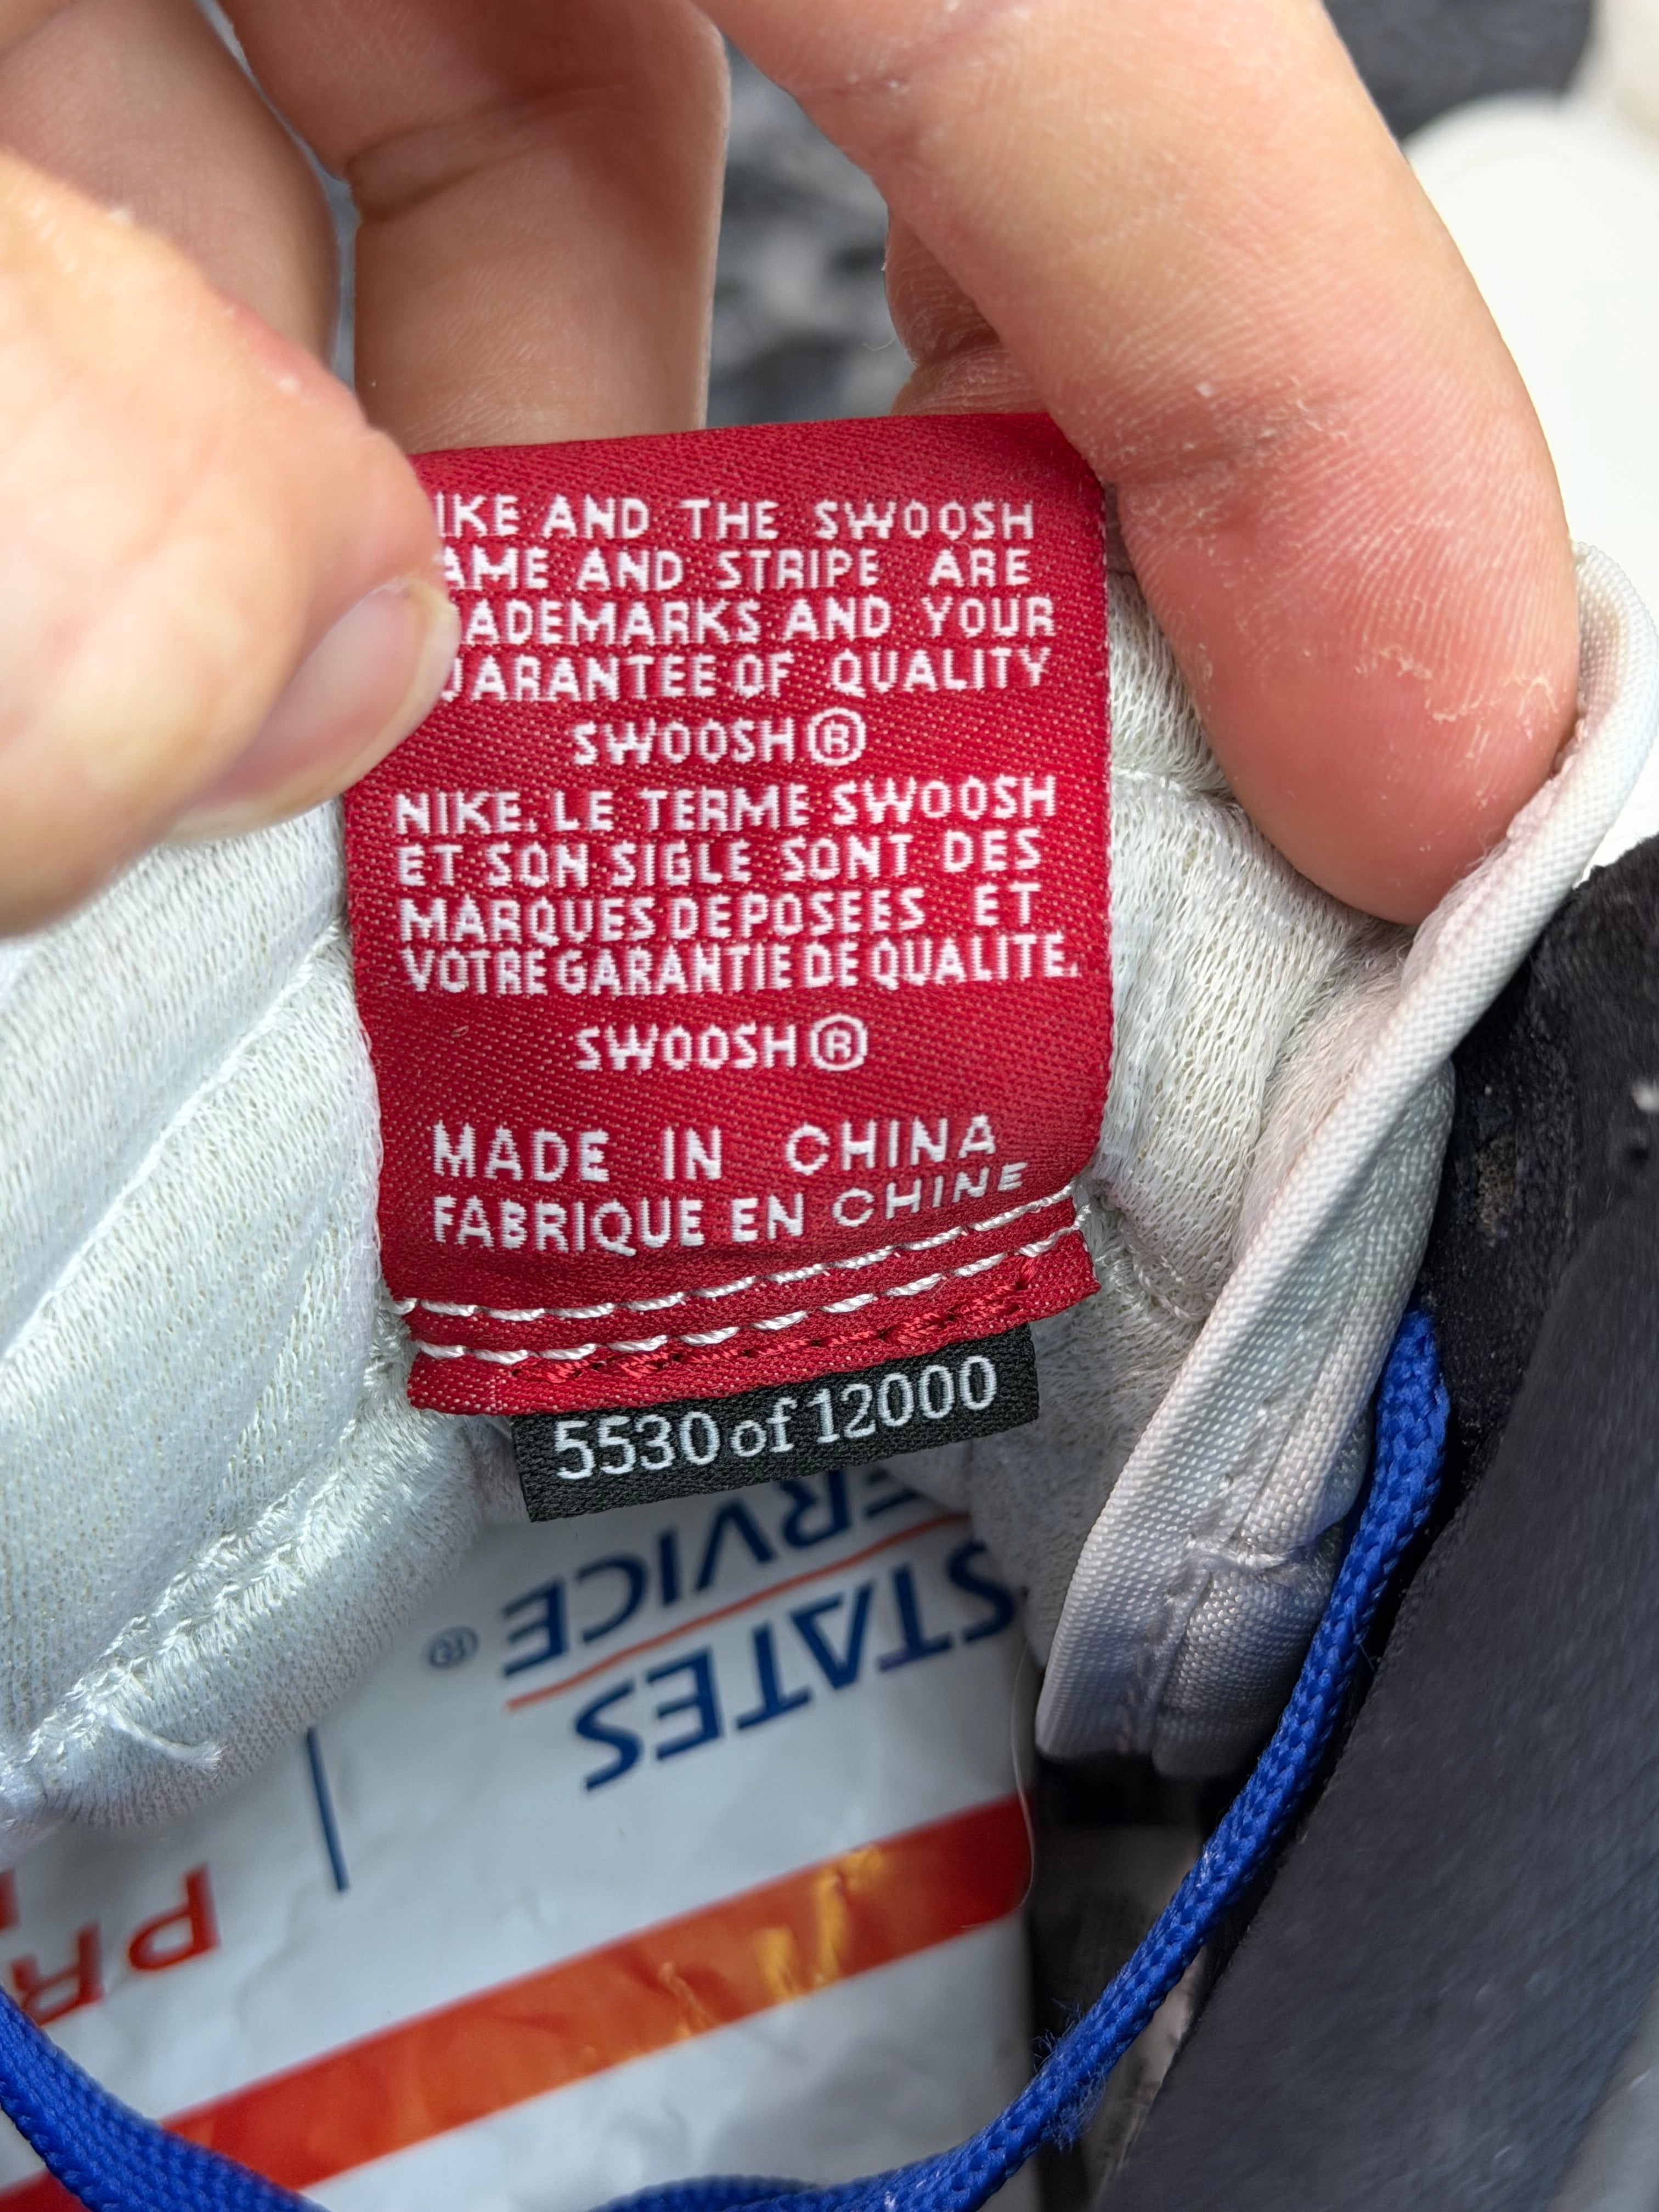 IKE AND THE SWOOSH
AME AND STRIPE ARE
ADEMARKS AND YOUR
UARANTEE OF QUALITY
SWOOSH®
NIKE. LE TERME SWOOSH
ET SON SIGLE SONT DES
MARQUES DEPOSEES ET
VOTRE GARANTIE DE QUALITE.
SWOOSH®
MADE IN CHINA
FABRIQUE EN CHINE
5530 of 12000
STATES
ERVICE®
PR